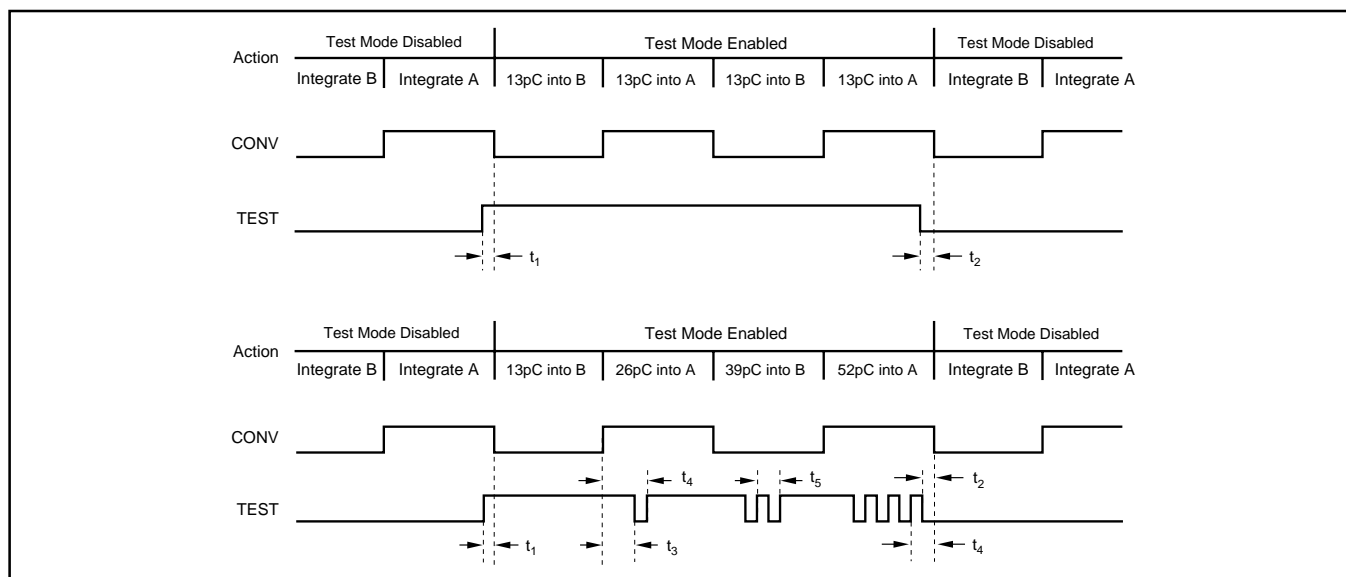 Test Mode Disabled Test Mode Enabled Test Mode Disabled
Action
Integrate B Integrate A 13pC into B 13pC into A 13pC into B 13pC into A Integrate B Integrate A
CONV
TEST
t1 t2
Test Mode Disabled Test Mode Enabled Test Mode Disabled
Action
Integrate B Integrate A 13pC into B 26pC into A 39pC into B 52pC into A Integrate B Integrate A
CONV
t4 t5 t2
TEST
t1 t3 t4